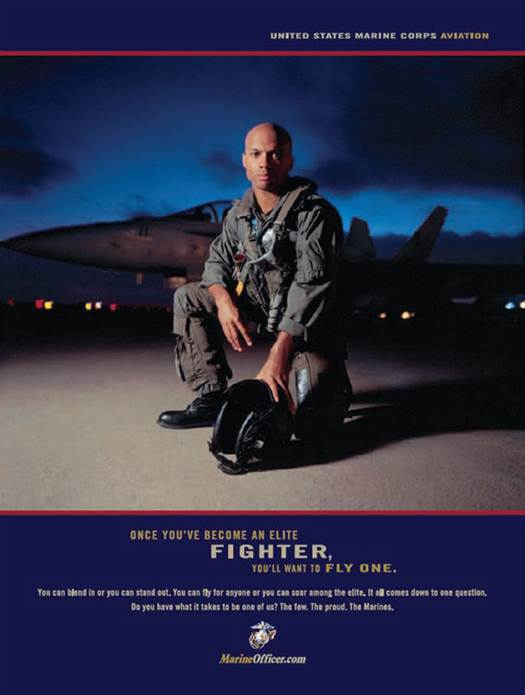 UNITED STATES MARINE CORPS AVIATION
ONCE YOU'VE BECOME AN ELITE
FIGHTER,
YOU'LL WANT TO FLY ONE.
You can blend in or you can stand out. You can fly for anyone or you can soar among the elite. It all comes down to one question.
Do you have what it takes to be one of us? The few. The proud. The Marines.
MarineOfficer.com